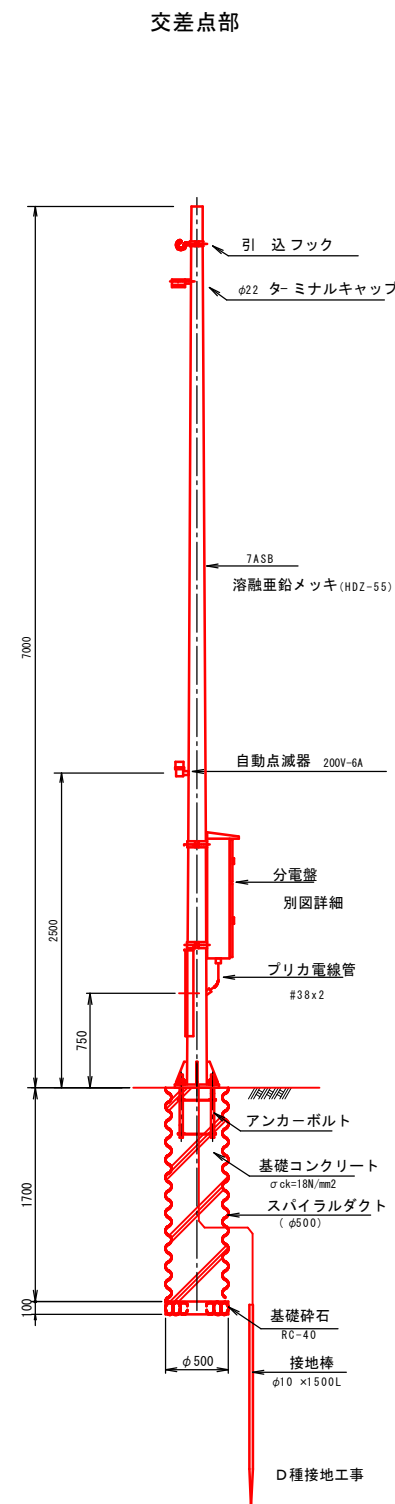 交差点部
引 込 フック
φ22 ターミナルキャップ
7ASB
溶融亜鉛メッキ(HDZ-55)
7000
自動点滅器 200V-6A
分電盤
別図詳細
2500
プリカ電線管
#38x2
750
アンカーボルト
基礎コンクリート
σck=18N/mm2
スパイラルダクト
( φ500)
1700
100
基礎砕石
RC-40
φ500
接地棒
φ10 ×1500L
D種接地工事